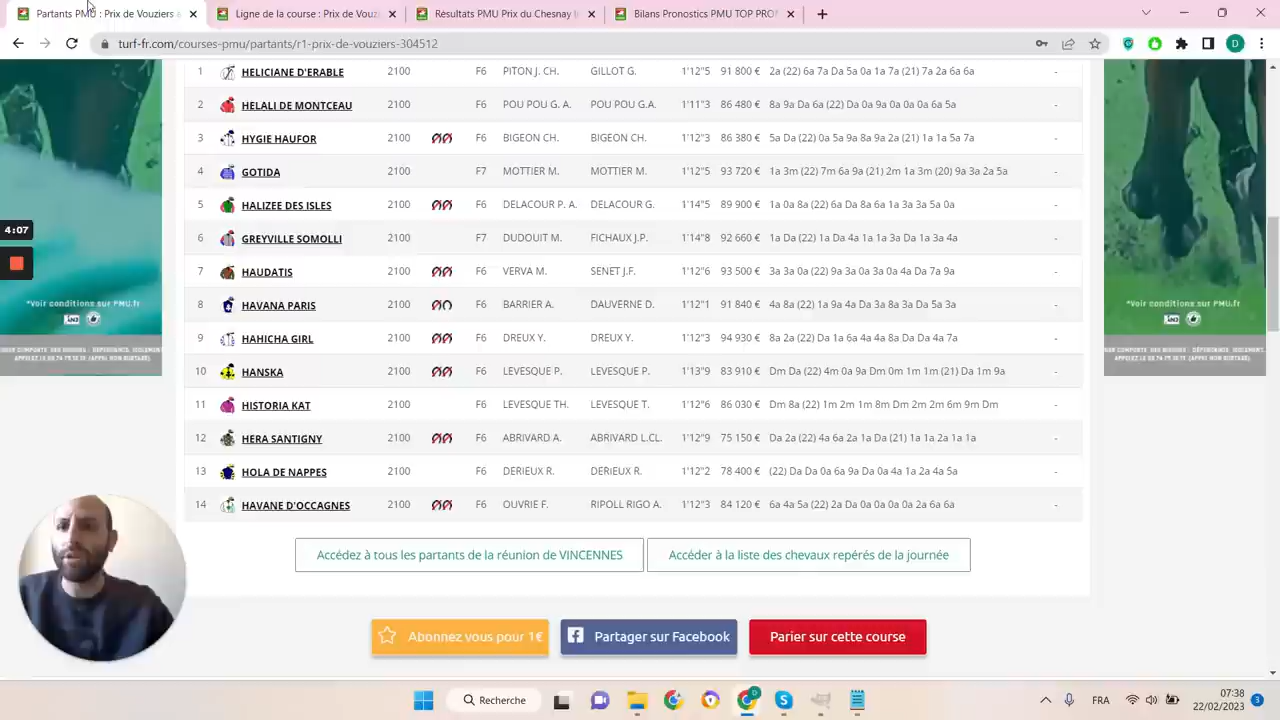 Partants PMU : Prix de Vouziers
Ligne de la course : Prix de Vouz
Résultats PMU Prix du Chesnay
Bilans Pronostics PMU TOP PRO
turf-fr.com/courses-pmu/partants/r1-prix-de-vouziers-304512
1 HELICIANE D'ERABLE 2100 F6 PITON J. CH. GILLOT G. 1'12"5 91 800 € 2a (22) 6a 7a Da 5a 0a 1a 7a (21) 7a 2a 6a 6a -
2 HELALI DE MONTCEAU 2100 F6 POU POU G. A. POU POU G.A. 1'11"3 86 480 € 8a 9a Da 6a (22) Da 0a 9a 0a 0a 0a 6a 5a -
3 HYGIE HAUFOR 2100 F6 BIGEON CH. BIGEON CH. 1'12"3 86 380 € 5a Da (22) 0a 5a 9a 8a 9a 2a (21) 1a 1a 5a 7a -
4 GOTIDA 2100 F7 MOTTIER M. MOTTIER M. 1'12"5 93 720 € 1a 3m (22) 7m 6a 9a (21) 2m 1a 3m (20) 9a 3a 2a 5a -
5 HALIZEE DES ISLES 2100 F6 DELACOUR P. A. DELACOUR G. 1'14"5 89 900 € 1a 0a 8a (22) 6a Da 8a 6a 1a 3a 3a 5a 0a -
6 GREYVILLE SOMOLLI 2100 F7 DUDOUIT M. FICHAUX J.P. 1'14"8 92 660 € 1a Da (22) 1a Da 4a 1a 1a 3a Da 1a 3a 4a -
7 HAUDATIS 2100 F6 VERVA M. SENET J.F. 1'12"6 93 500 € 3a 3a 0a (22) 9a 3a 0a 3a 0a 4a Da 7a 9a -
8 HAVANA PARIS 2100 F6 BARRIER A. DAUVERNE D. 1'12"1 91 840 € 4a 8a (22) 1a 9a 4a Da 3a 8a 3a Da 5a 3a -
9 HAHICHA GIRL 2100 F6 DREUX Y. DREUX Y. 1'12"3 94 930 € 8a 2a (22) Da 1a 6a 4a 4a 8a Da Da 4a 7a -
10 HANSKA 2100 F6 LEVESQUE P. LEVESQUE P. 1'13"9 83 910 € Dm Da (22) 4m 0a 9a Dm 0m 1m 1m (21) Da 1m 9a -
11 HISTORIA KAT 2100 F6 LEVESQUE TH. LEVESQUE T. 1'12"6 86 030 € Dm 8a (22) 1m 2m 1m 8m Dm 2m 2m 6m 9m Dm -
12 HERA SANTIGNY 2100 F6 ABRIVARD A. ABRIVARD L.CL. 1'12"9 75 150 € Da 2a (22) 4a 6a 2a 1a Da (21) 1a 1a 2a 1a 1a -
13 HOLA DE NAPPES 2100 F6 DERIEUX R. DERIEUX R. 1'12"2 78 400 € (22) Da Da 0a 6a 9a Da 0a 4a 1a 2a 4a 5a -
14 HAVANE D'OCCAGNES 2100 F6 OUVRIE F. RIPOLL RIGO A. 1'12"3 84 120 € 6a 4a 5a (22) 2a Da 0a 0a 0a 0a 2a 6a 6a -
4:07
*Voir conditions sur PMU.fr
*Voir conditions sur PMU.fr
Accédez à tous les partants de la réunion de VINCENNES
Accéder à la liste des chevaux repérés de la journée
Abonnez vous pour 1€
Partager sur Facebook
Parier sur cette course
Recherche
FRA
07:38
22/02/2023
3